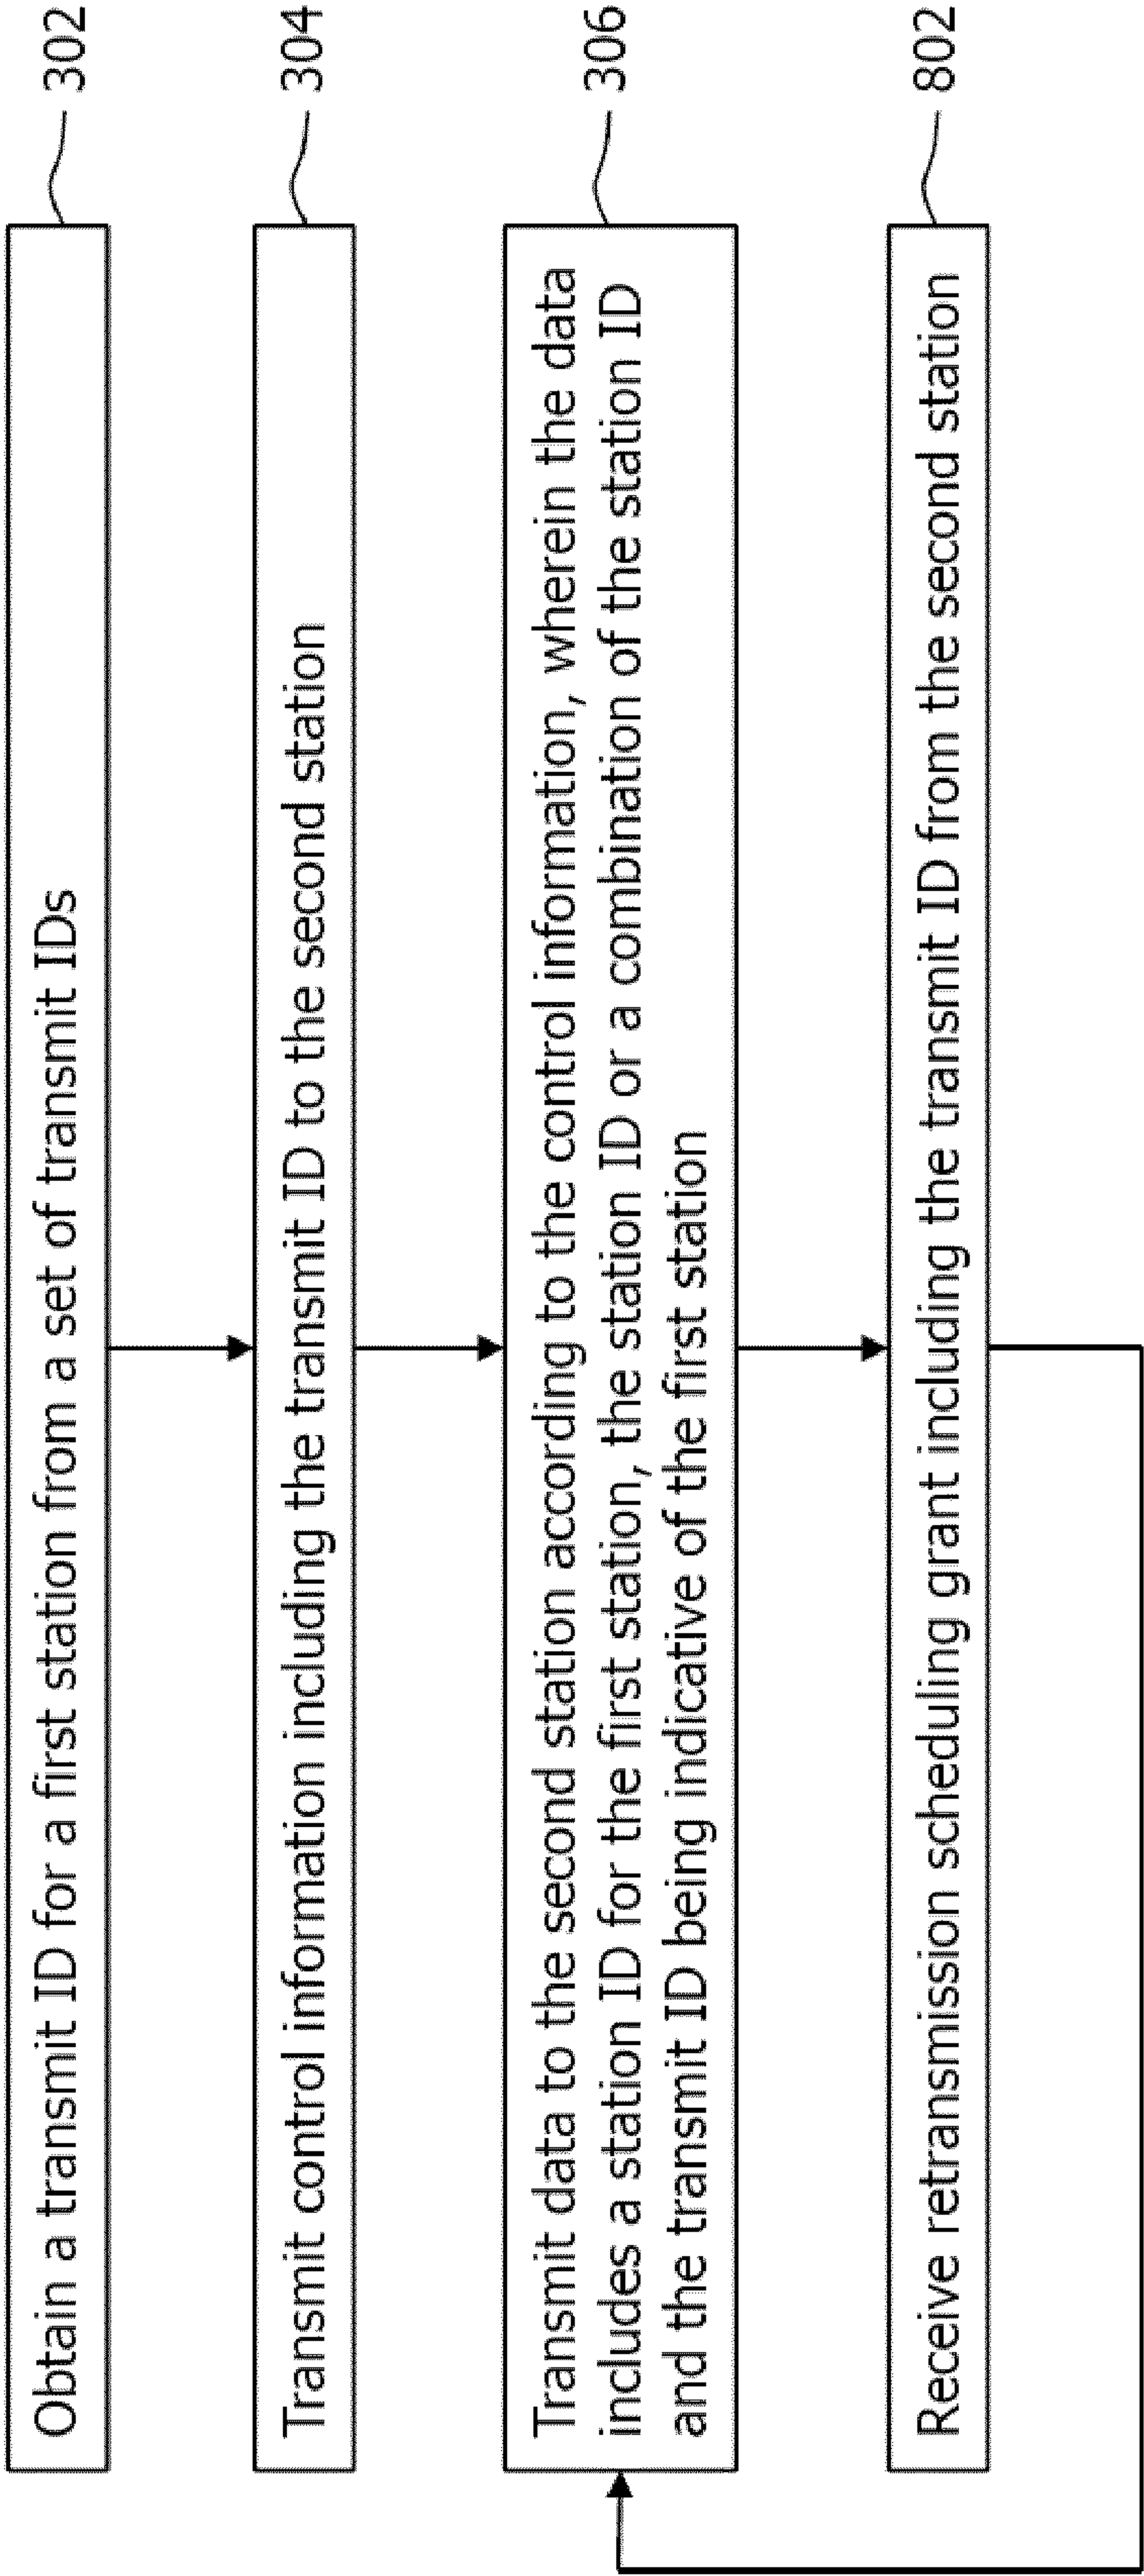 Obtain a transmit ID for a first station from a set of transmit IDs
302
Transmit control information including the transmit ID to the second station
304
Transmit data to the second station according to the control information, wherein the data
includes a station ID for the first station, the station ID or a combination of the station ID
and the transmit ID being indicative of the first station
306
Receive retransmission scheduling grant including the transmit ID from the second station
802